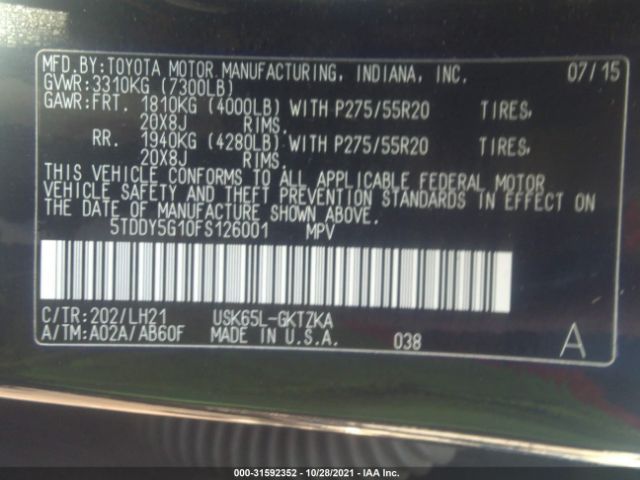 MFD.BY:TOYOTA MOTOR MANUFACTURING, INDIANA, INC. 07/15
GVWR:3310KG (7300LB)
GAWR:FRT. 1810KG (4000LB) WITH P275/55R20 TIRES,
20X8J RIMS.
RR. 1940KG (4280LB) WITH P275/55R20 TIRES,
20X8J RIMS.
THIS VEHICLE CONFORMS TO ALL APPLICABLE FEDERAL MOTOR
VEHICLE SAFETY AND THEFT PREVENTION STANDARDS IN EFFECT ON
THE DATE OF MANUFACTURE SHOWN ABOVE.
5TDDY5G10FS126001 MPV
C/TR:202/LH21 USK65L-GKTZKA
A/TM:A02A/AB60F MADE IN U.S.A. 038 A
000-31592352 | 10/28/2021 | IAA Inc.